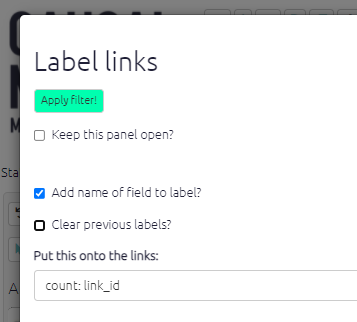 Label links
Apply filter!
Keep this panel open?
Add name of field to label?
Clear previous labels?
Put this onto the links:
count: link_id
Sta
A